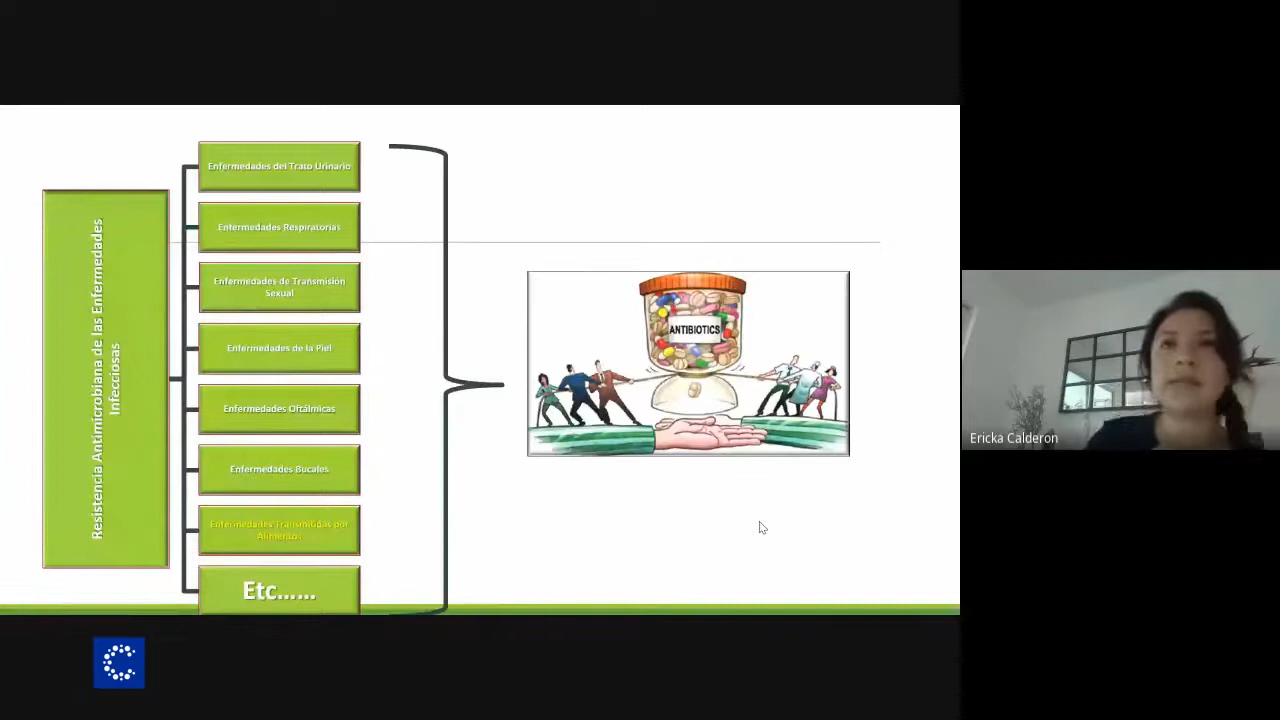 Resistencia Antimicrobiana de las Enfermedades
Infecciosas
Enfermedades del Trato Urinario
Enfermedades Respiratorias
Enfermedades de Transmisión
Sexual
Enfermedades de la Piel
Enfermedades Oftálmicas
Enfermedades Bucales
Enfermedades Transmitidas por
Alimentos
Etc......
ANTIBIOTICS
Ericka Calderon